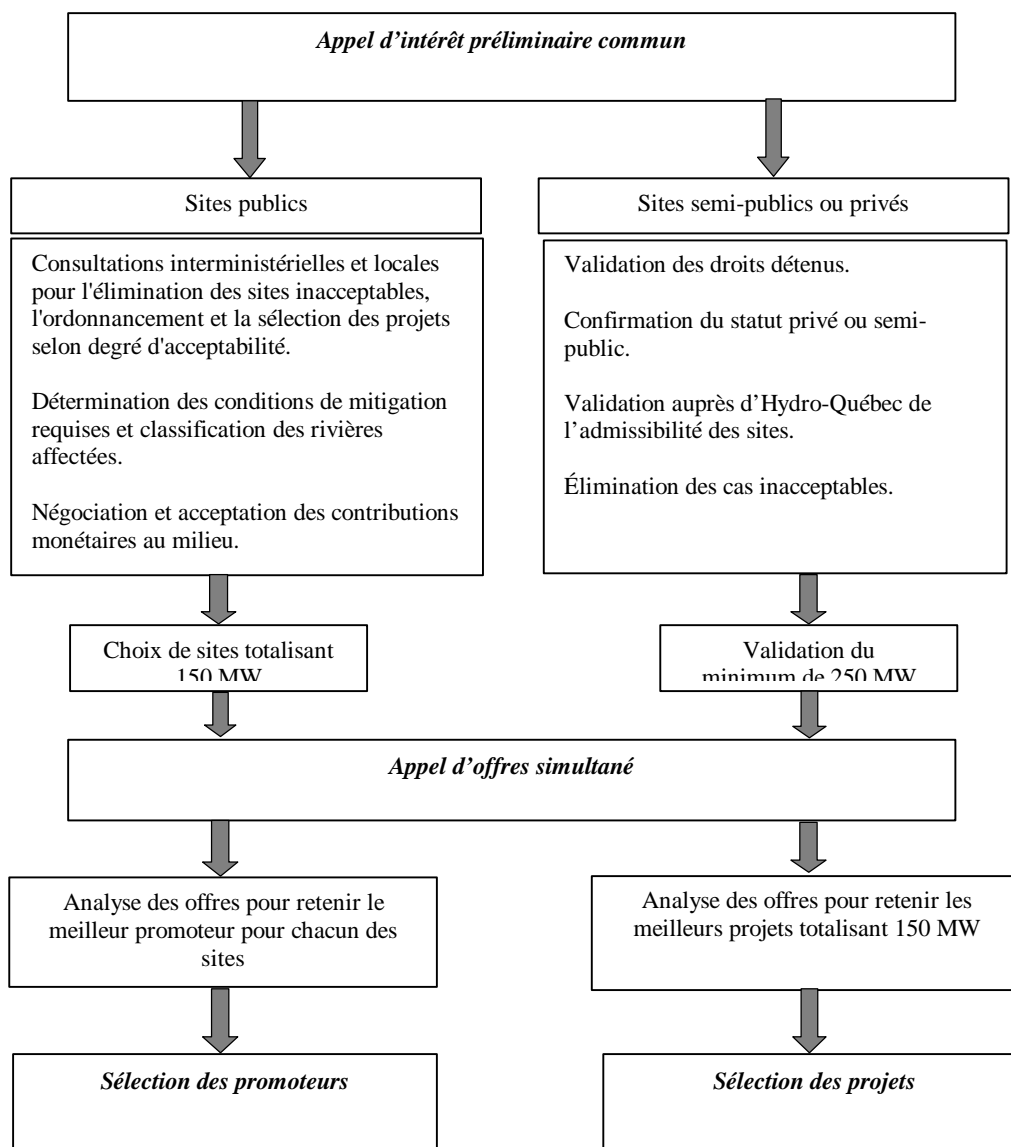 Appel d’intérêt préliminaire commun
Sites publics
Consultations interministérielles et locales
pour l'élimination des sites inacceptables,
l'ordonnancement et la sélection des projets
selon degré d'acceptabilité.
Détermination des conditions de mitigation
requises et classification des rivières
affectées.
Négociation et acceptation des contributions
monétaires au milieu.
Sites semi-publics ou privés
Validation des droits détenus.
Confirmation du statut privé ou semi-
public.
Validation auprès d’Hydro-Québec de
l’admissibilité des sites.
Élimination des cas inacceptables.
Choix de sites totalisant
150 MW
Validation du
minimum de 250 MW
Appel d’offres simultané
Analyse des offres pour retenir le
meilleur promoteur pour chacun des
sites
Analyse des offres pour retenir les
meilleurs projets totalisant 150 MW
Sélection des promoteurs
Sélection des projets